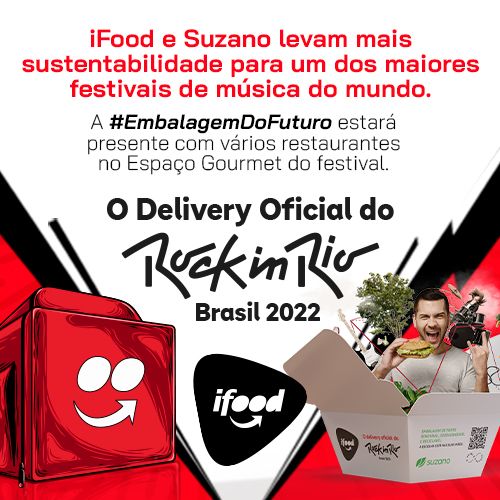 iFood e Suzano levam mais
sustentabilidade para um dos maiores
festivais de música do mundo.
A #EmbalagemDoFuturo estará
presente com vários restaurantes
no Espaço Gourmet do festival.
O Delivery Oficial do
Rock in Rio
Brasil 2022
ifood
ifood
O delivery oficial do
Rock in Rio
suzano